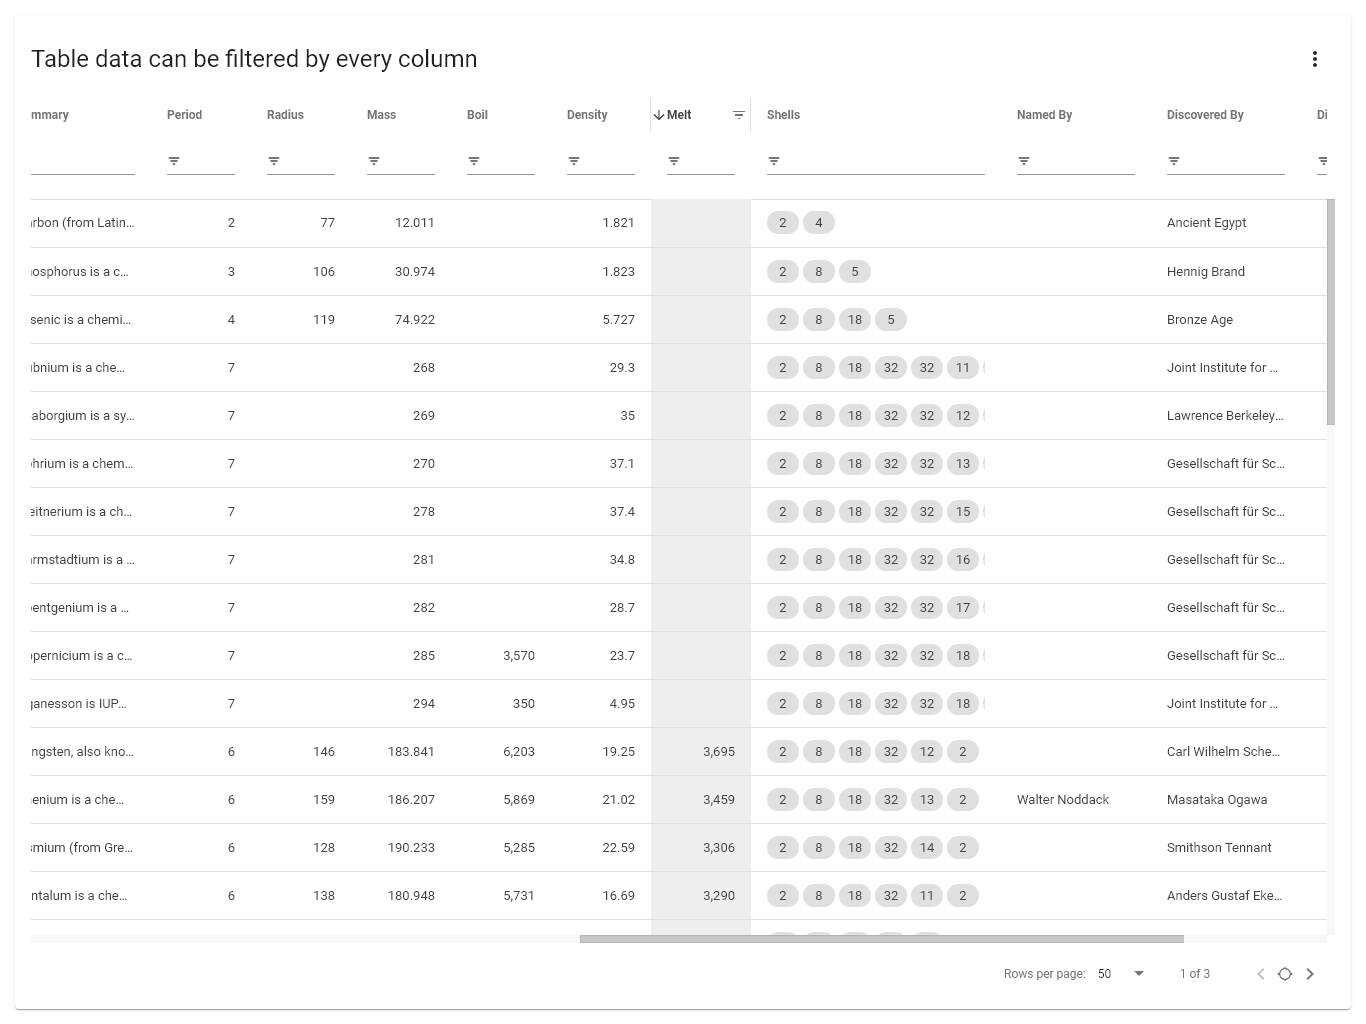 Table data can be filtered by every column
mmary Period Radius Mass Boil Density Melt Shells Named By Discovered By Di
rbon (from Latin... 2 77 12.011 1.821 2 4 Ancient Egypt
osphorus is a c... 3 106 30.974 1.823 2 8 5 Hennig Brand
senic is a chemi... 4 119 74.922 5.727 2 8 18 5 Bronze Age
bnium is a che... 7 268 29.3 2 8 18 32 32 11 Joint Institute for ...
aborgium is a sy... 7 269 35 2 8 18 32 32 12 Lawrence Berkeley...
hrium is a chem... 7 270 37.1 2 8 18 32 32 13 Gesellschaft für Sc...
eitnerium is a ch... 7 278 37.4 2 8 18 32 32 15 Gesellschaft für Sc...
rmstadtium is a ... 7 281 34.8 2 8 18 32 32 16 Gesellschaft für Sc...
entgenium is a ... 7 282 28.7 2 8 18 32 32 17 Gesellschaft für Sc...
pernicium is a c... 7 285 3,570 23.7 2 8 18 32 32 18 Gesellschaft für Sc...
ganesson is IUP... 7 294 350 4.95 2 8 18 32 32 18 Joint Institute for ...
ngsten, also kno... 6 146 183.841 6,203 19.25 3,695 2 8 18 32 12 2 Carl Wilhelm Sche...
enium is a che... 6 159 186.207 5,869 21.02 3,459 2 8 18 32 13 2 Walter Noddack Masataka Ogawa
mium (from Gre... 6 128 190.233 5,285 22.59 3,306 2 8 18 32 14 2 Smithson Tennant
ntalum is a che... 6 138 180.948 5,731 16.69 3,290 2 8 18 32 11 2 Anders Gustaf Eke...
Rows per page: 50 1 of 3